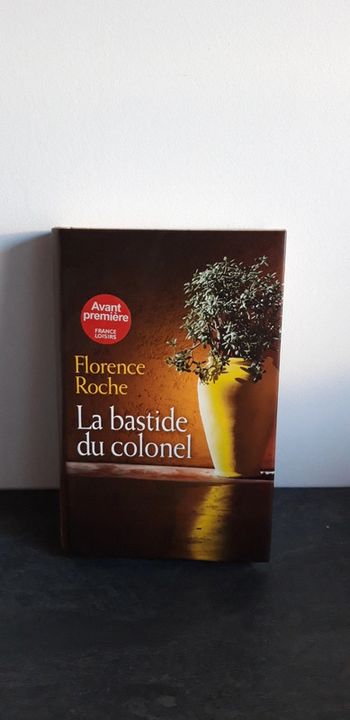 Avant
première
FRANCE
LOISIRS
Florence
Roche
La bastide
du colonel